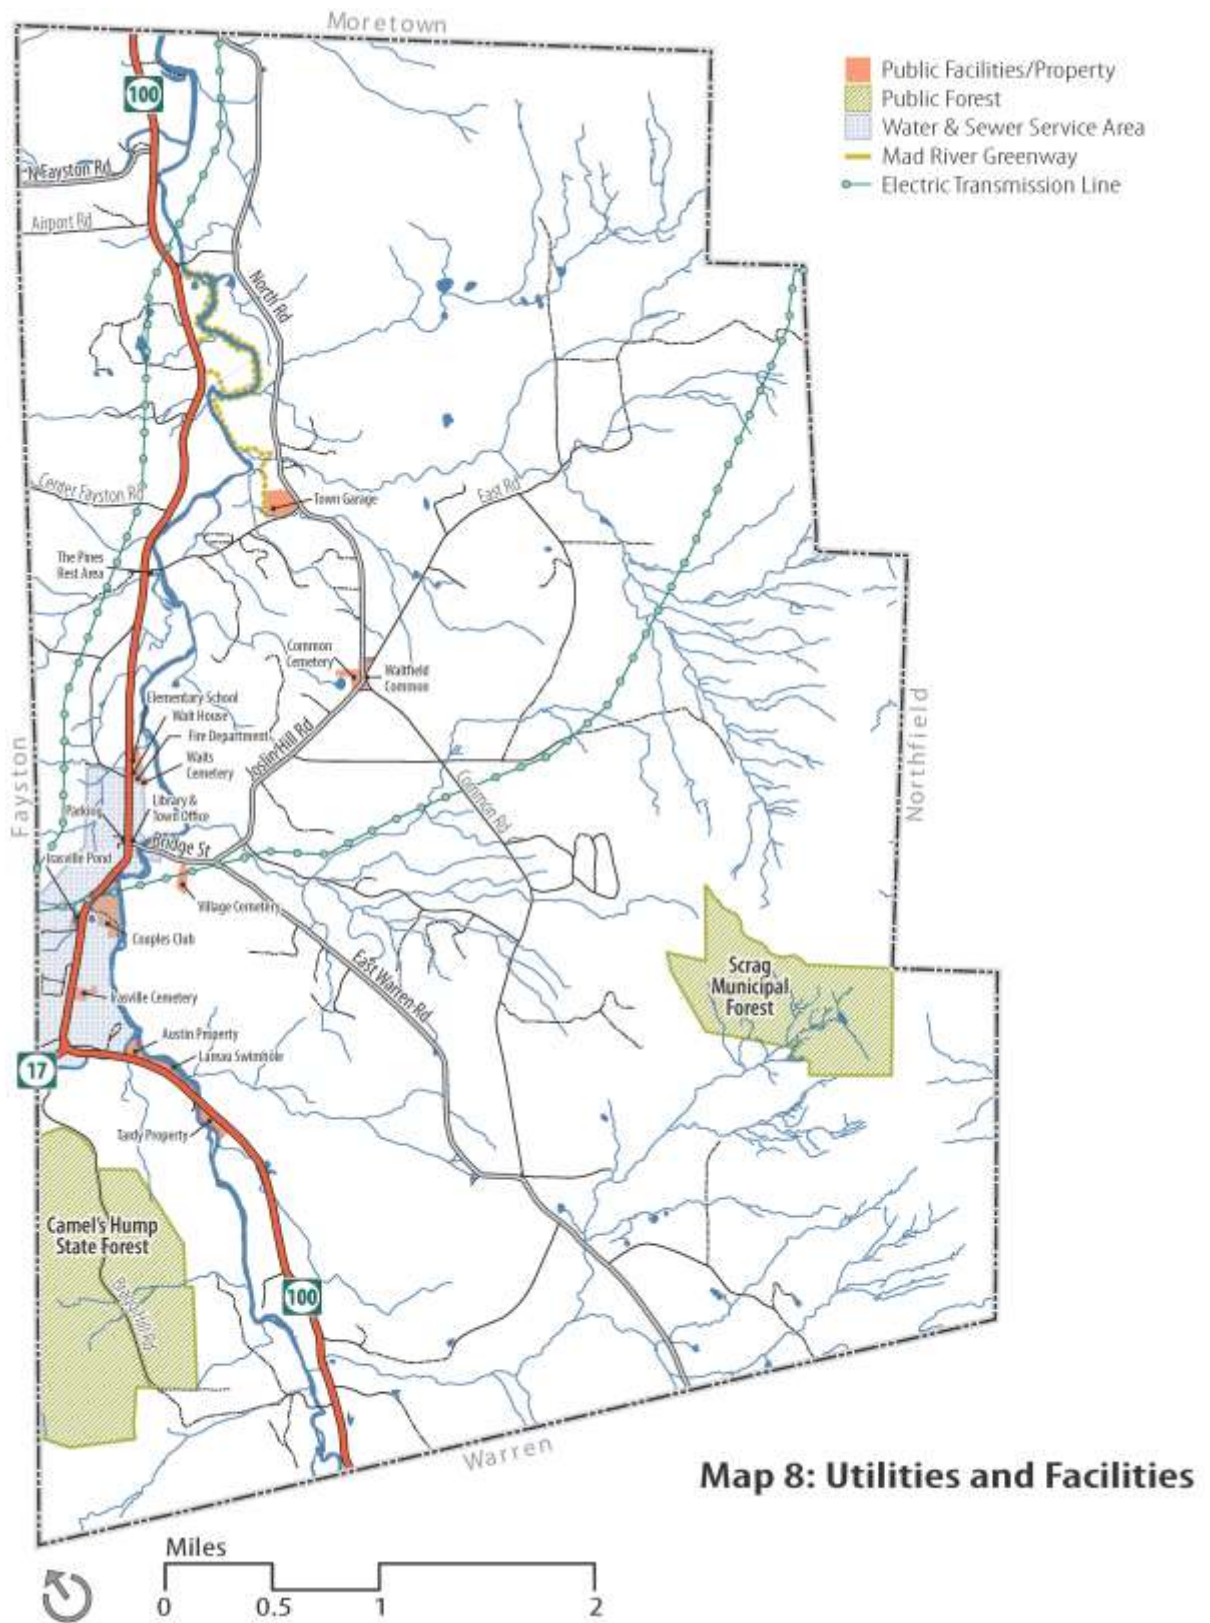 Moretown
100
Public Facilities/Property
Public Forest
Water & Sewer Service Area
Mad River Greenway
Electric Transmission Line
N Fayston Rd
Airport Rd
North Rd
Center Fayston Rd
Town Garage
East Rd
The Pines
Rest Area
Common
Cemetery
Waitfield
Common
Elementary School
Wait House
Fire Department
Waits
Cemetery
Joslin Hill Rd
Northfield
Fayston
Common Rd
Parking
Library &
Town Office
Bridge St
Irasville Pond
Village Cemetery
Couples Club
East Warren Rd
Scrag
Municipal
Forest
Irasville Cemetery
Austin Property
Lareau Swimhole
17
Tardy Property
Camel's Hump
State Forest
100
Warren
Map 8: Utilities and Facilities
Miles
0
0.5
1
2